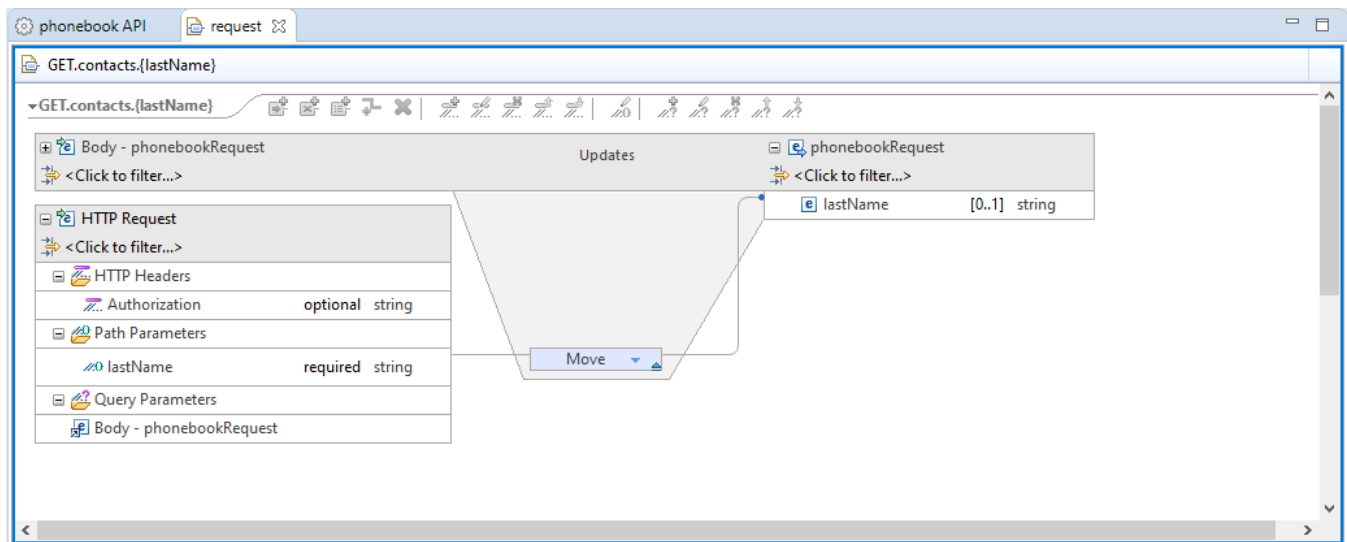 phonebook API request
GET.contacts.{lastName}
GET.contacts.{lastName}
Body - phonebookRequest
<Click to filter...>
Updates
phonebookRequest
<Click to filter...>
lastName [0..1] string
HTTP Request
<Click to filter...>
HTTP Headers
Authorization optional string
Path Parameters
lastName required string
Move
Query Parameters
Body - phonebookRequest